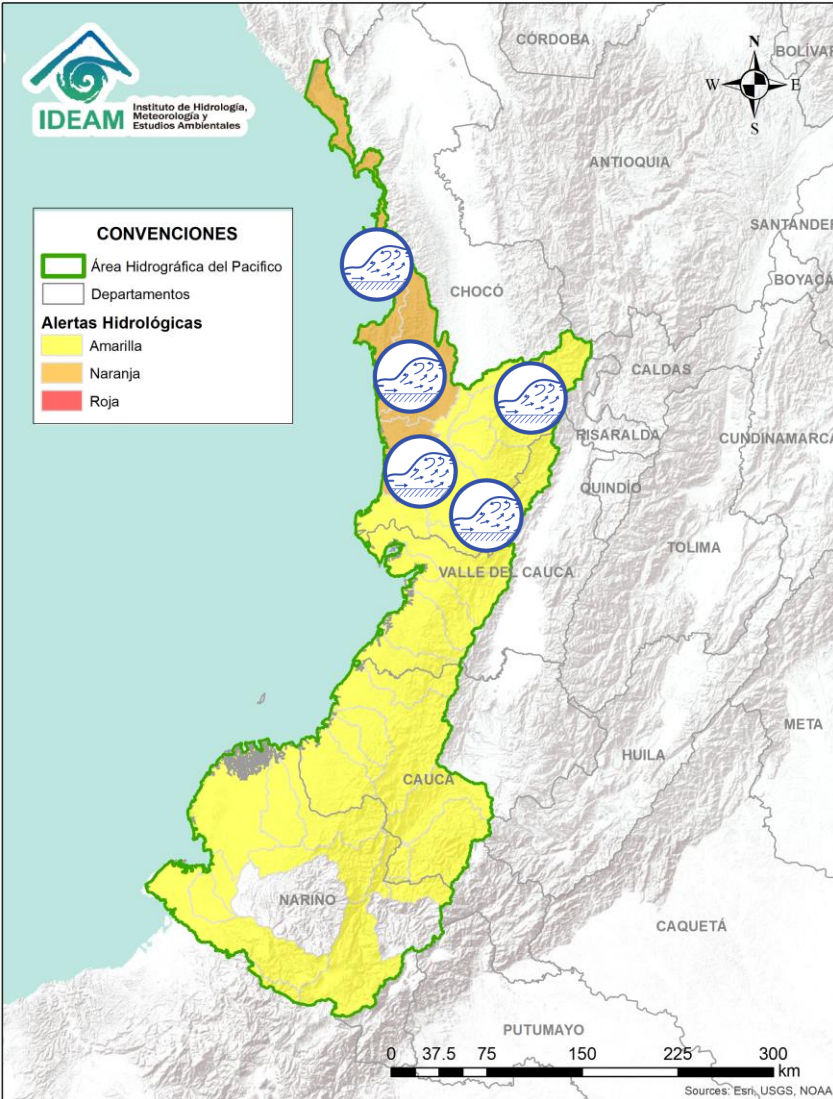 IDEAM
Instituto de Hidrología,
Meteorología y
Estudios Ambientales
CÓRDOBA
BOLÍVAR
N
W
E
S
ANTIOQUIA
SANTANDER
BOYACÁ
CONVENCIONES
Área Hidrográfica del Pacifico
Departamentos
Alertas Hidrológicas
Amarilla
Naranja
Roja
CHOCÓ
CALDAS
RISARALDA
CUNDINAMARCA
QUINDÍO
TOLIMA
VALLE DEL CAUCA
META
HUILA
CAUCA
NARIÑO
CAQUETÁ
PUTUMAYO
0 37.5 75 150 225 300
km
Sources: Esri, USGS, NOAA